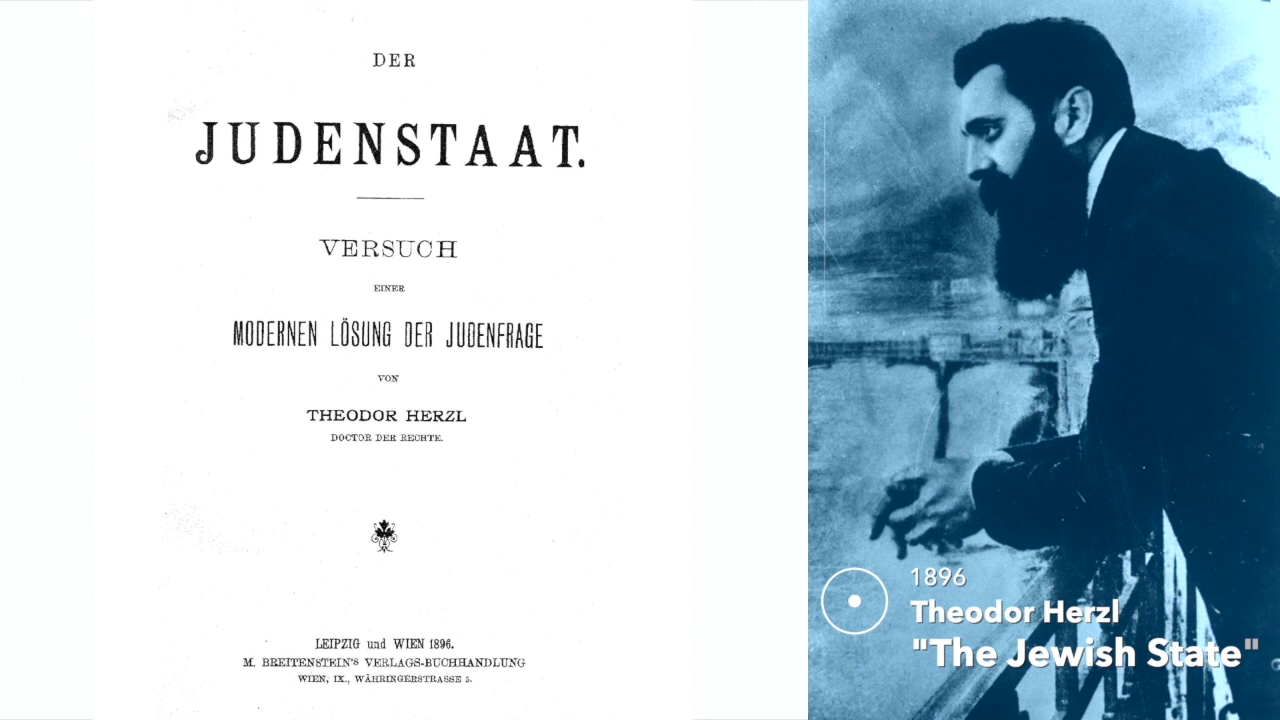 DER
JUDENSTAAT.
VERSUCH
EINER
MODERNEN LÖSUNG DER JUDENFRAGE
VON
THEODOR HERZL
DOCTOR DER RECHTE.
LEIPZIG und WIEN 1896.
M. BREITENSTEIN'S VERLAGS-BUCHHANDLUNG
WIEN, IX., WÄHRINGERSTRASSE 5.
1896
Theodor Herzl
"The Jewish State"